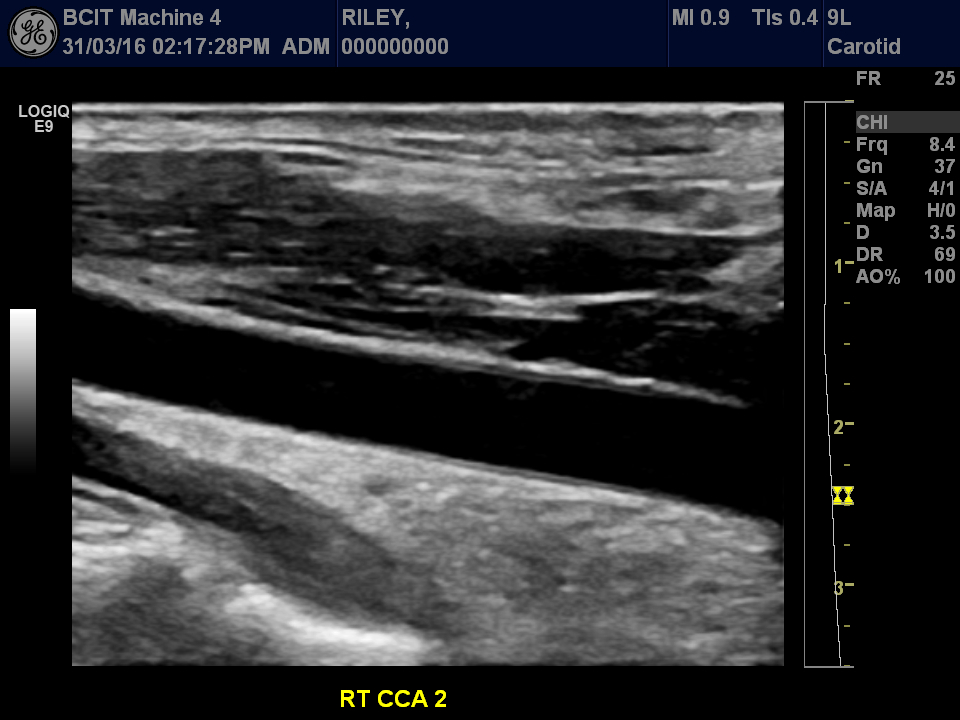 BCIT Machine 4 RILEY, MI 0.9 TIs 0.4 9L
31/03/16 02:17:28PM ADM 000000000 Carotid
FR 25
LOGIQ
E9
CHI
Frq 8.4
Gn 37
S/A 4/1
Map H/0
D 3.5
DR 69
AO% 100
1
2
3
RT CCA 2